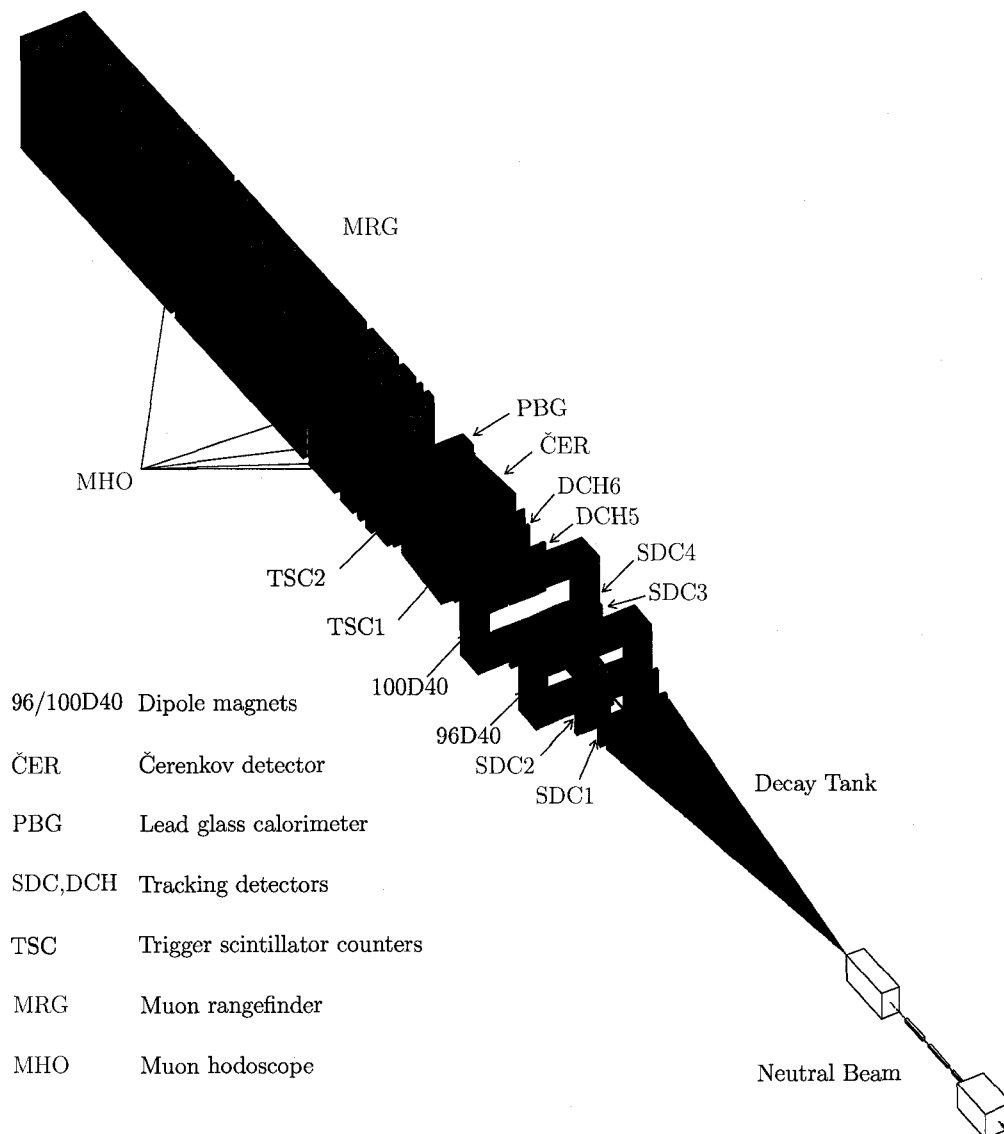 MRG
PBG
ČER
MHO
DCH6
DCH5
TSC2
SDC4
SDC3
TSC1
100D40
96D40
SDC2
SDC1
Decay Tank
Neutral Beam
96/100D40 Dipole magnets
ČER Čerenkov detector
PBG Lead glass calorimeter
SDC,DCH Tracking detectors
TSC Trigger scintillator counters
MRG Muon rangefinder
MHO Muon hodoscope